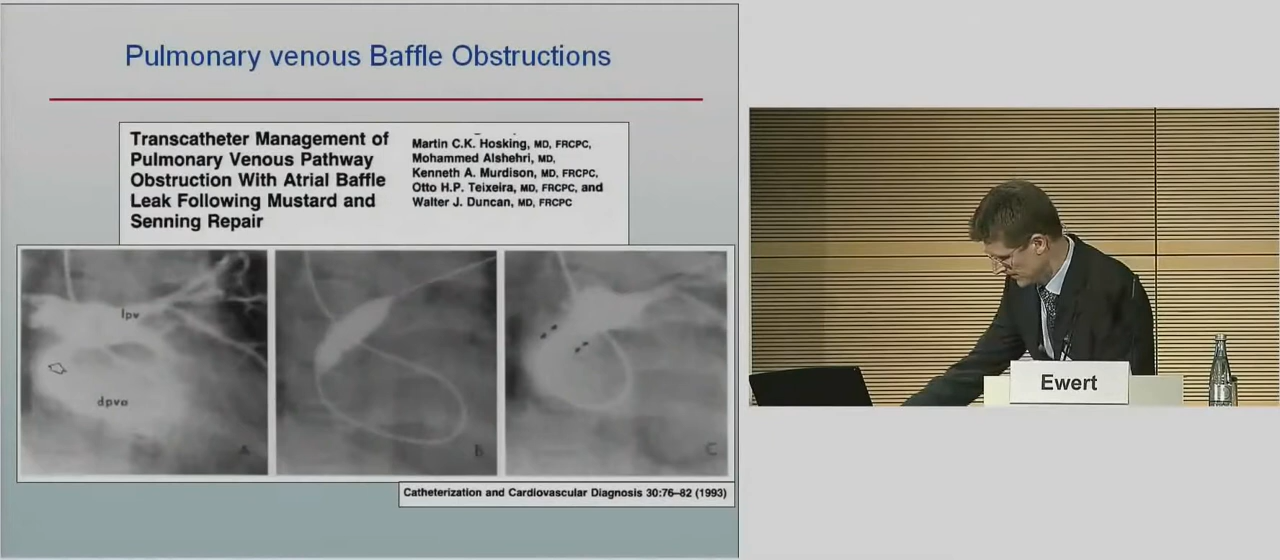 Pulmonary venous Baffle Obstructions
Transcatheter Management of
Pulmonary Venous Pathway
Obstruction With Atrial Baffle
Leak Following Mustard and
Senning Repair
Martin C.K. Hosking, MD, FRCPC,
Mohammed Alshehri, MD,
Kenneth A. Murdison, MD, FRCPC,
Otto H.P. Teixeira, MD, FRCPC, and
Walter J. Duncan, MD, FRCPC
lpv
dpva
A
B
C
Catheterization and Cardiovascular Diagnosis 30:76–82 (1993)
Ewert